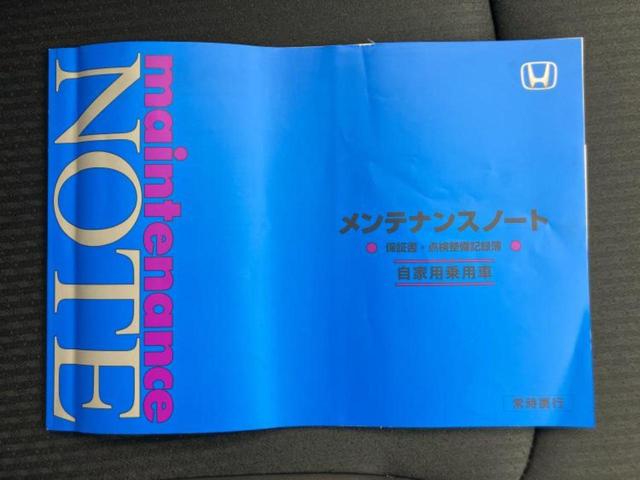 maintenance
NOTE
メンテナンスノート
保証書・点検整備記録簿
自家用乗用車
常時携行